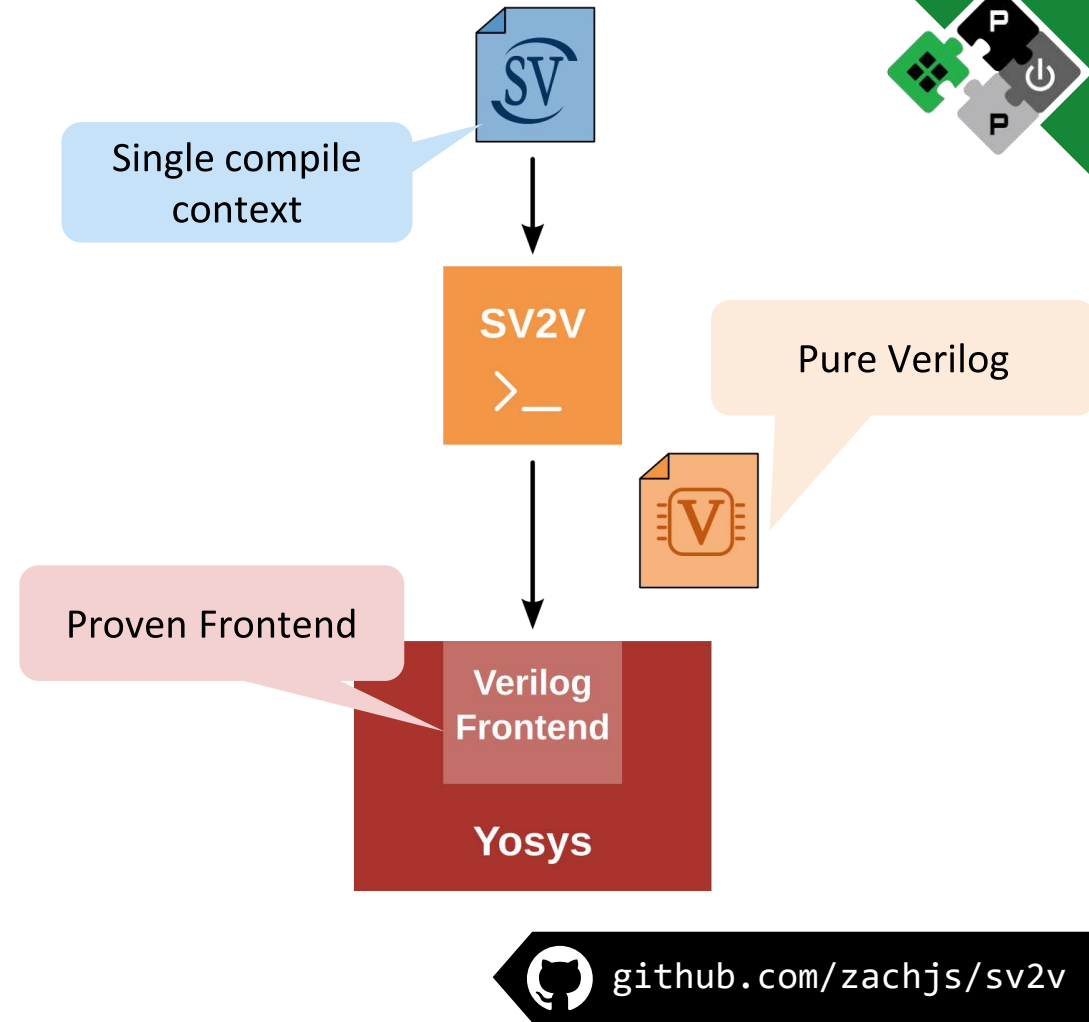 P
P
SV
Single compile
context
SV2V
>_
Pure Verilog
V
Proven Frontend
Verilog
Frontend
Yosys
github.com/zachjs/sv2v